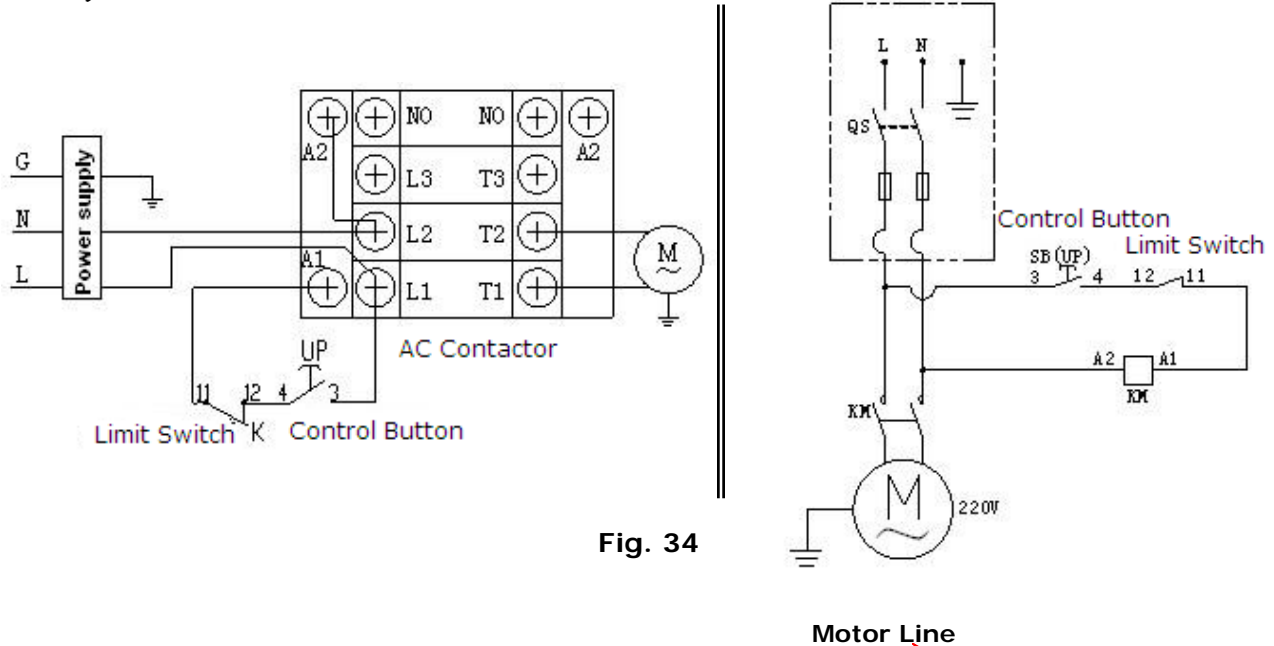 NO NO
A2 A2
G
L3 T3
Power supply
N
L2 T2
M
A1
L
L1 T1
UP
AC Contactor
11 12 4 3
Limit Switch K Control Button
Fig. 34
L N
QS
Control Button
Limit Switch
SB(UP)
3 4 12 11
A2 A1
KM
KM
M
220V
Motor Line